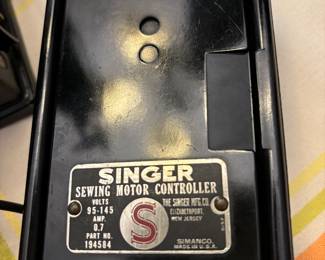 SINGER
SEWING MOTOR CONTROLLER
VOLTS
95-145
AMP.
0.7
PART NO.
194584
S
THE SINGER MFG. CO.
ELIZABETHPORT,
NEW JERSEY
SIMANCO.
MADE IN U.S.A.